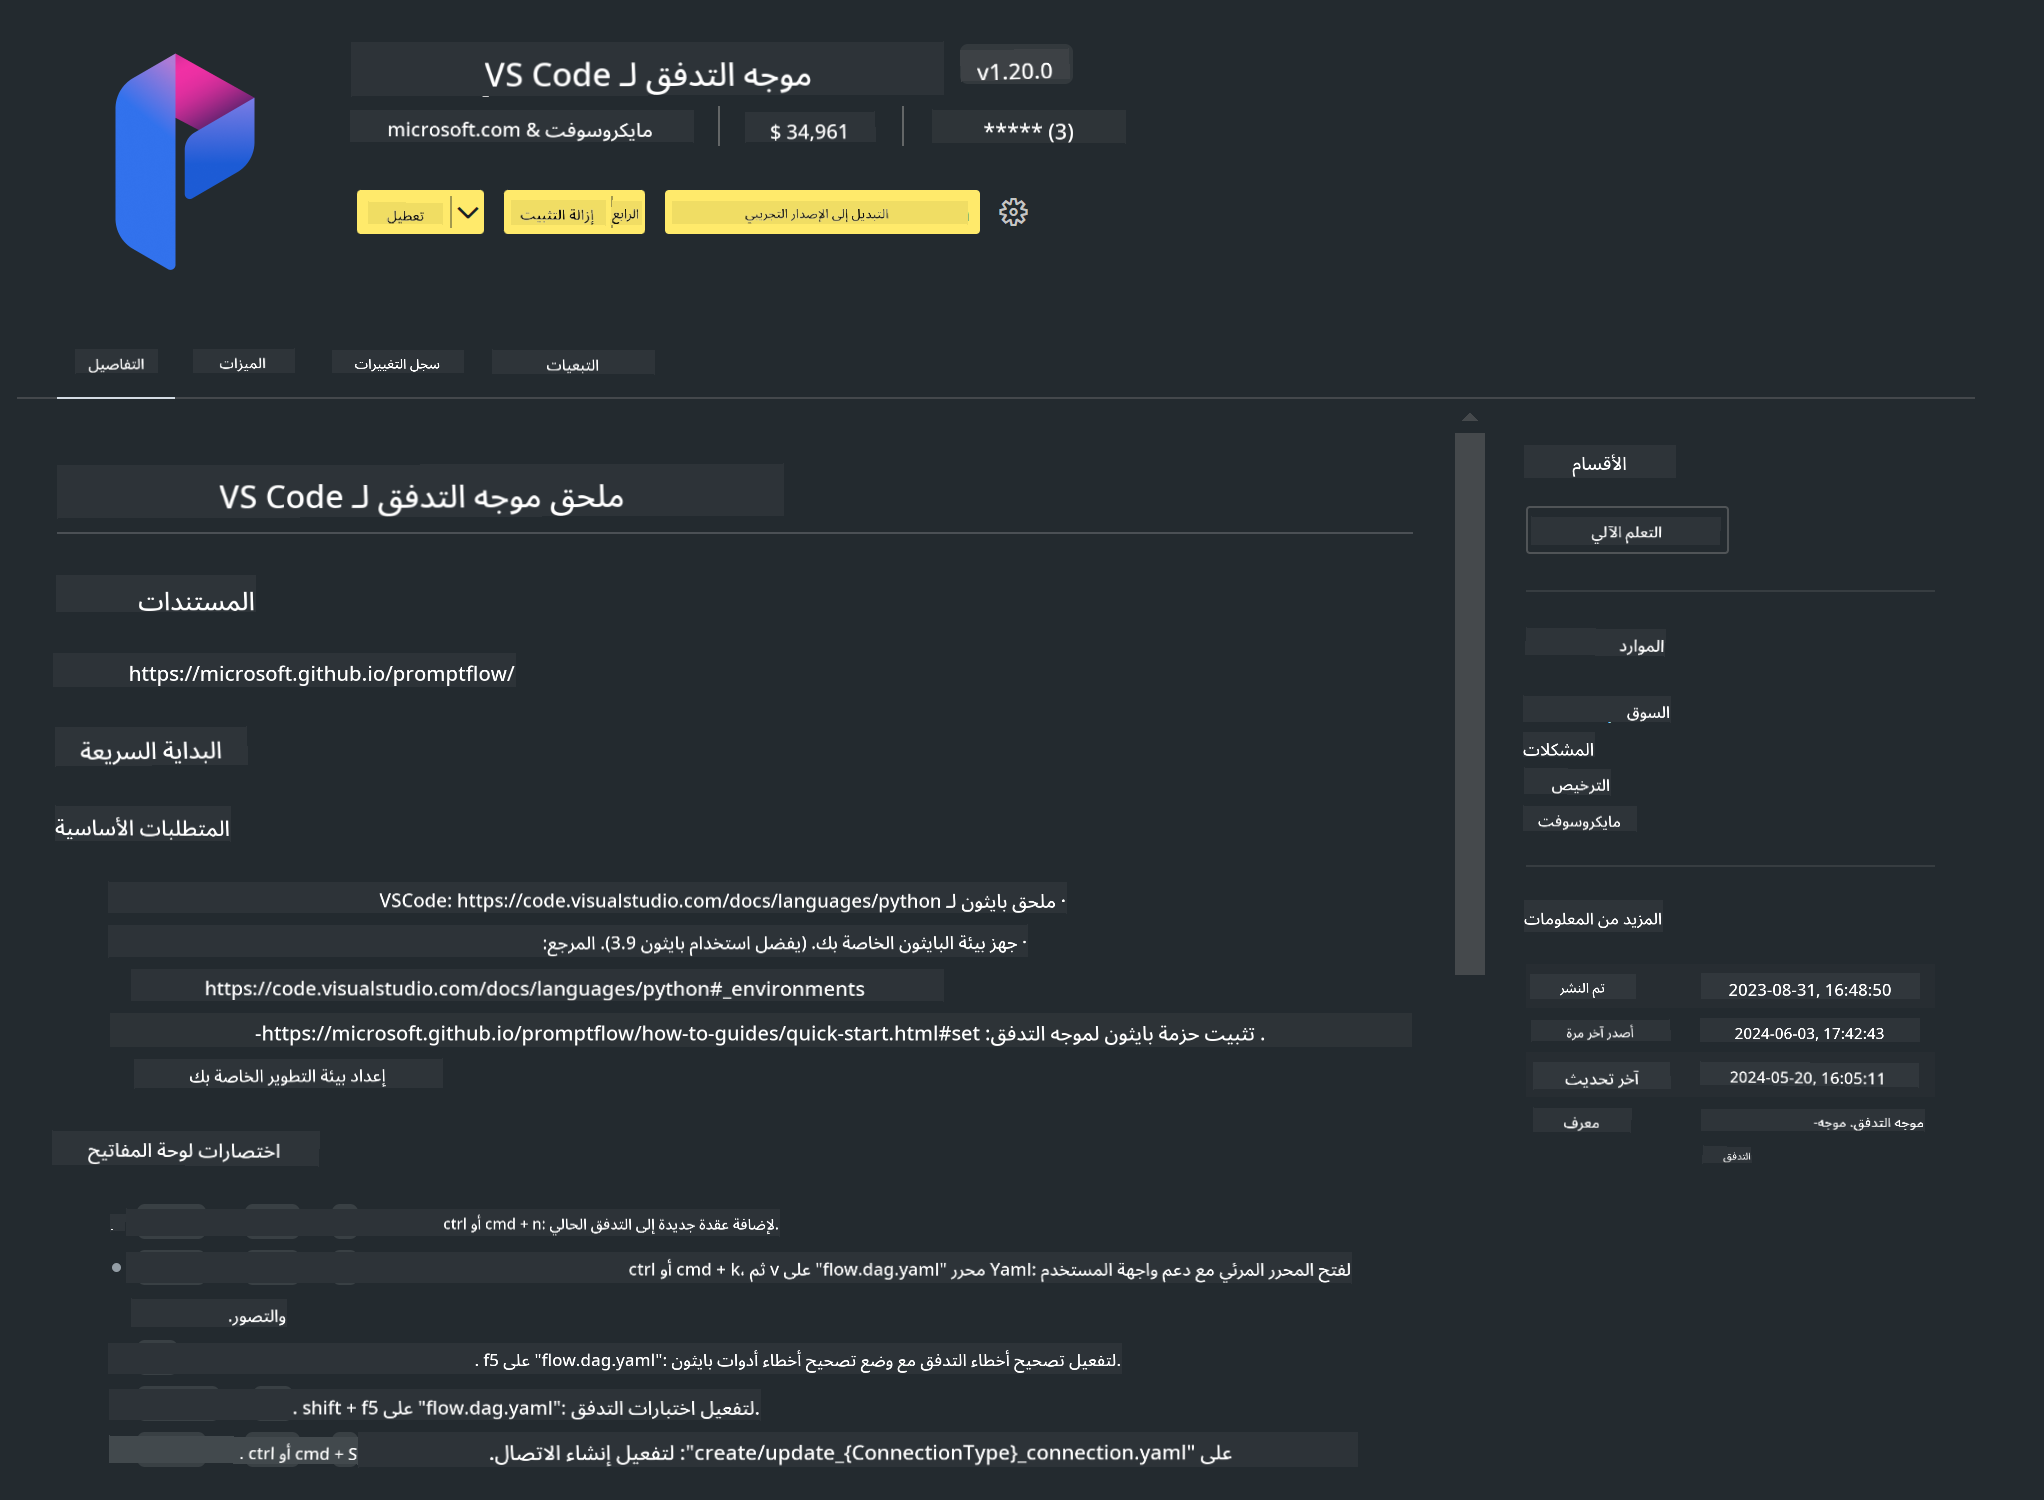 موجه التدفق لـ VS Code
v1.20.0
مايكروسوفت & microsoft.com
$ 34,961
***** (3)
تعطيل
إزالة التثبيت
الرابع
التبديل إلى الإصدار التجريبي
التفاصيل
الميزات
سجل التغييرات
التبعيات
ملحق موجه التدفق لـ VS Code
المستندات
https://microsoft.github.io/promptflow/
البداية السريعة
المتطلبات الأساسية
· ملحق بايثون لـ VSCode: https://code.visualstudio.com/docs/languages/python
· جهز بيئة البايثون الخاصة بك. (يفضل استخدام بايثون 3.9). المرجع:
https://code.visualstudio.com/docs/languages/python#_environments
. تثبيت حزمة بايثون لموجه التدفق: https://microsoft.github.io/promptflow/how-to-guides/quick-start.html#set-
إعداد بيئة التطوير الخاصة بك
اختصارات لوحة المفاتيح
ctrl أو cmd + n: لإضافة عقدة جديدة إلى التدفق الحالي.
ctrl أو cmd + k، ثم v على "flow.dag.yaml" محرر Yaml: لفتح المحرر المرئي مع دعم واجهة المستخدم
والتصور.
. f5 على "flow.dag.yaml": لتفعيل تصحيح أخطاء التدفق مع وضع تصحيح أخطاء أدوات بايثون.
. shift + f5 على "flow.dag.yaml": لتفعيل اختبارات التدفق.
. ctrl أو cmd + S على "create/update_{ConnectionType}_connection.yaml": لتفعيل إنشاء الاتصال.
الأقسام
التعلم الآلي
الموارد
السوق
المشكلات
الترخيص
مايكروسوفت
المزيد من المعلومات
تم النشر 2023-08-31, 16:48:50
أصدر آخر مرة 2024-06-03, 17:42:43
آخر تحديث 2024-05-20, 16:05:11
معرف موجه التدفق. موجه-
التدفق